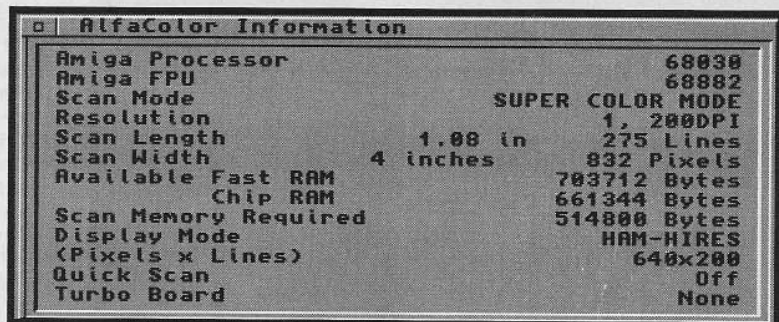 AlfaColor Information
Amiga Processor 68030
Amiga FPU 68882
Scan Mode SUPER COLOR MODE
Resolution 1, 200DPI
Scan Length 1.08 in 275 Lines
Scan Width 4 inches 832 Pixels
Available Fast RAM 703712 Bytes
Chip RAM 661344 Bytes
Scan Memory Required 514800 Bytes
Display Mode HAM-HIRES
(Pixels x Lines) 640x200
Quick Scan Off
Turbo Board None